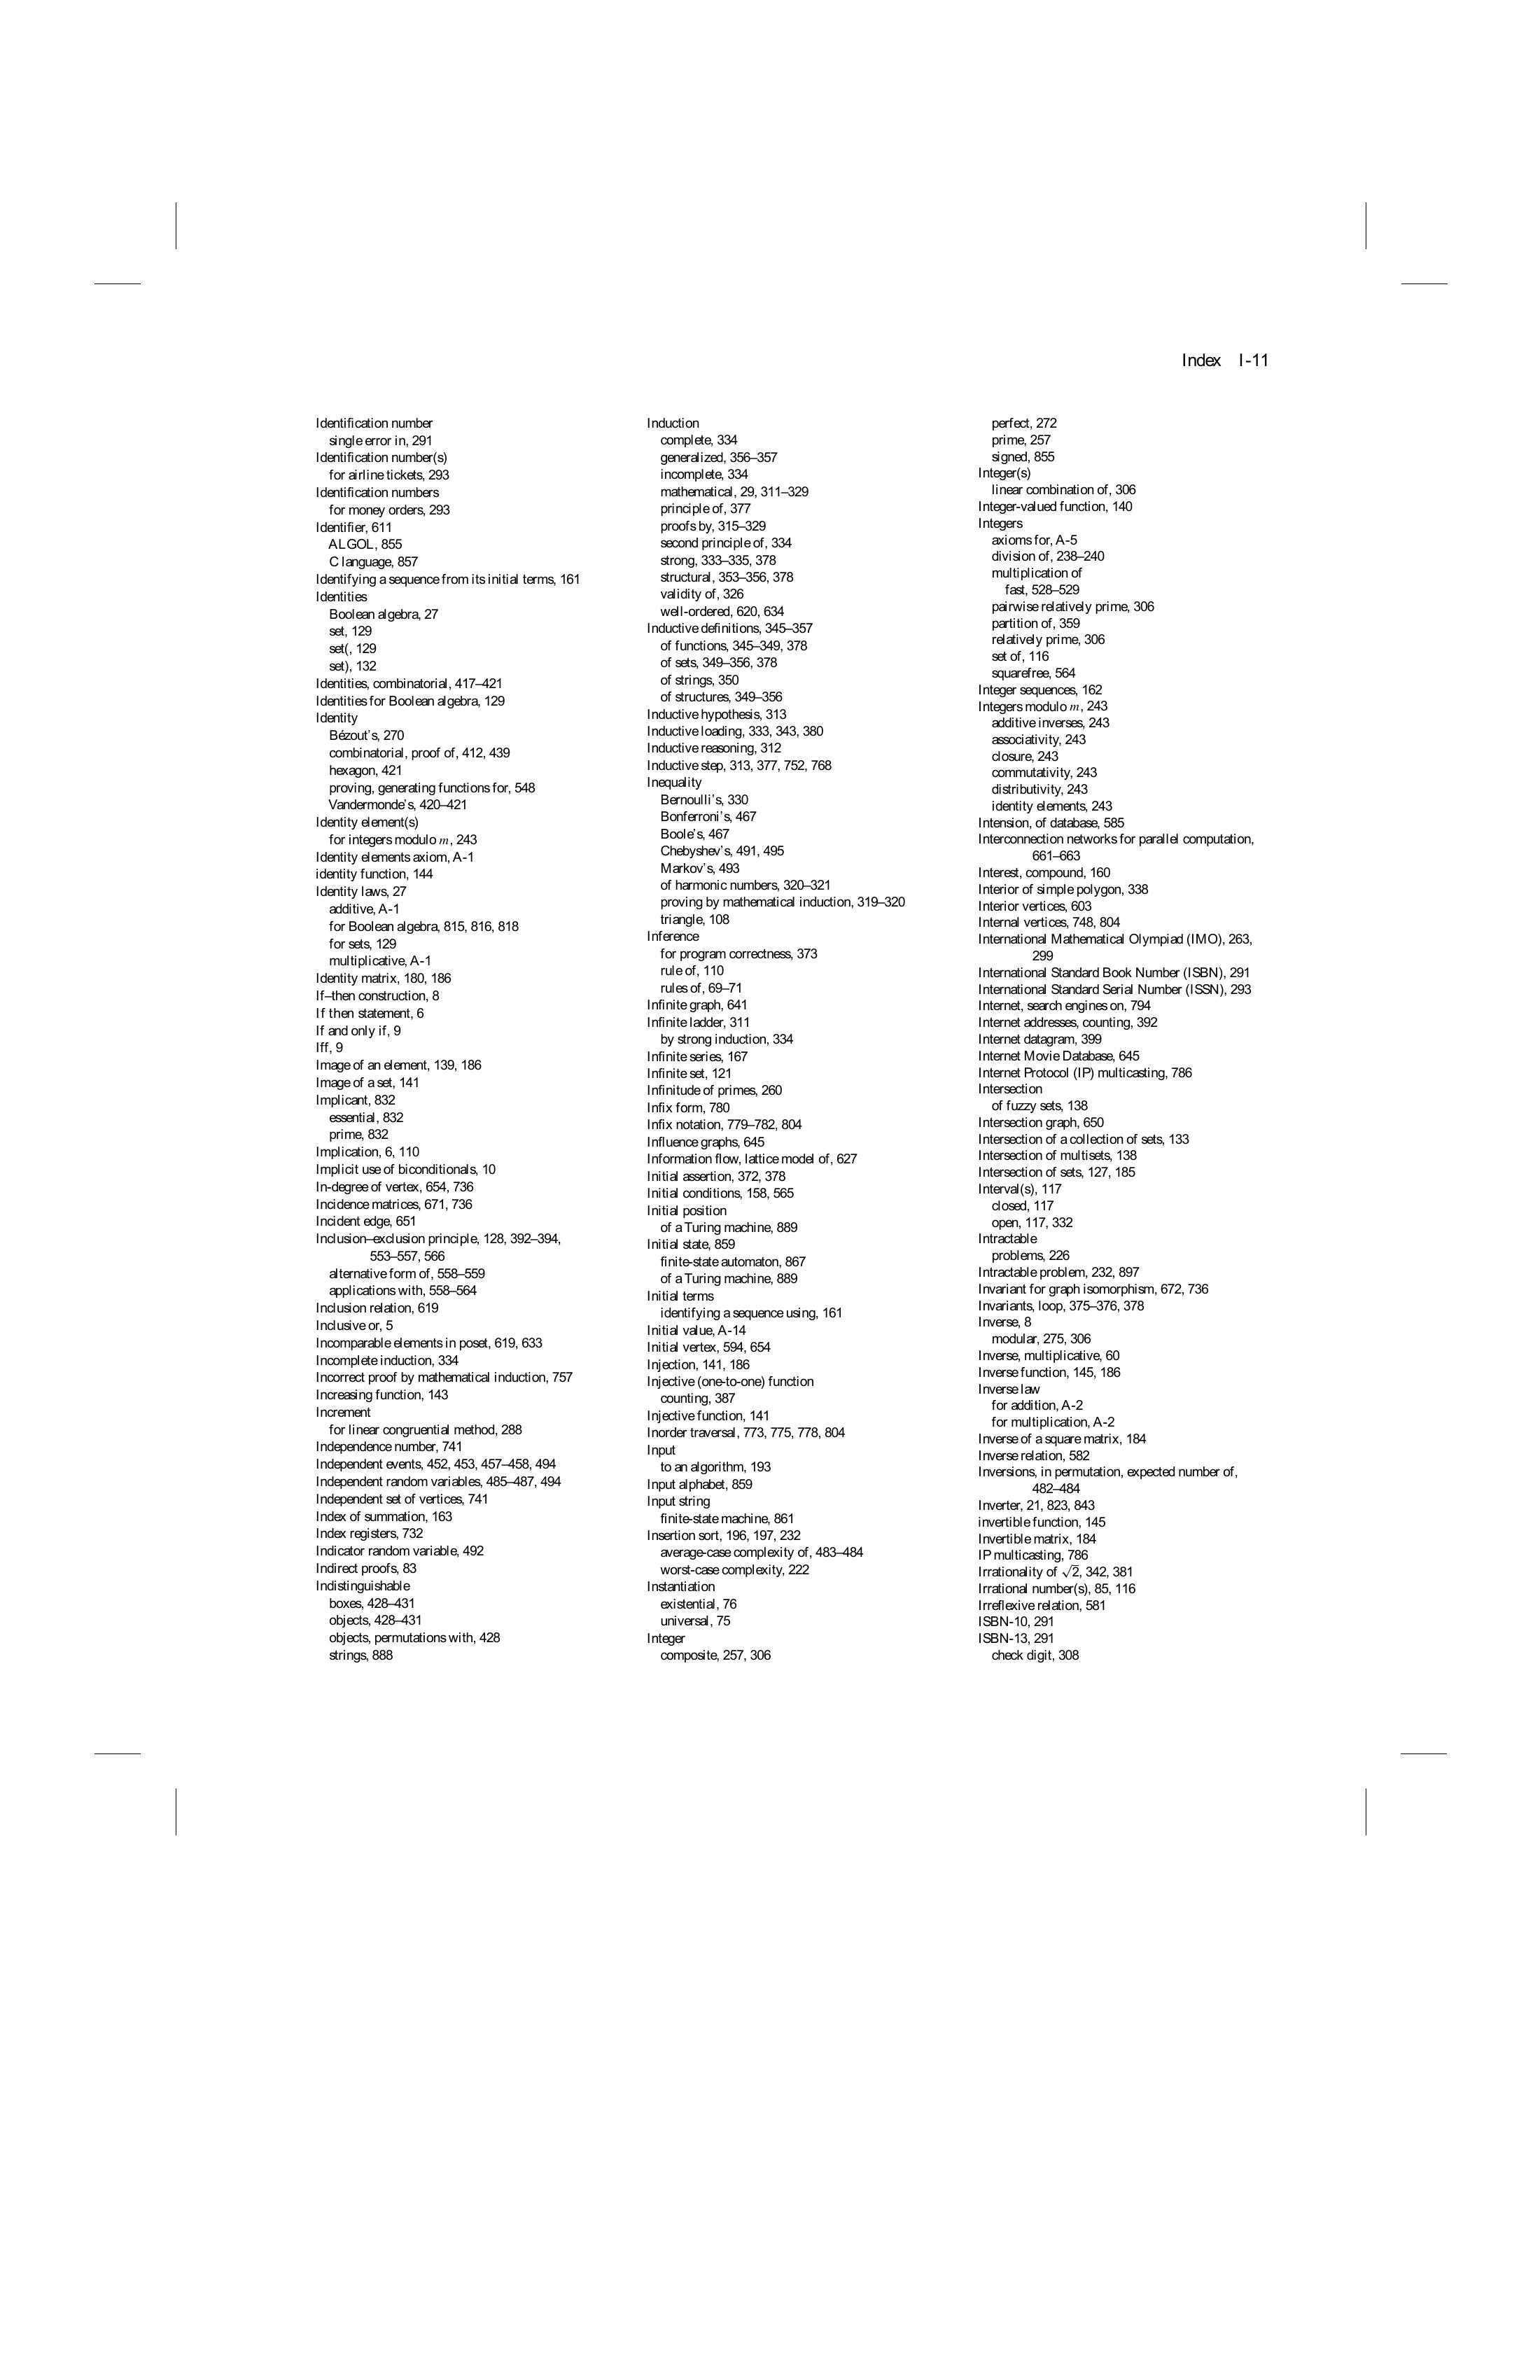 Index I-11
Identification number
single error in, 291
Identification number(s)
for airline tickets, 293
Identification numbers
for money orders, 293
Identifier, 611
ALGOL, 855
C language, 857
Identifying a sequence from its initial terms, 161
Identities
Boolean algebra, 27
set, 129
set(, 129
set), 132
Identities, combinatorial, 417–421
Identities for Boolean algebra, 129
Identity
Bézout's, 270
combinatorial, proof of, 412, 439
hexagon, 421
proving, generating functions for, 548
Vandermonde's, 420–421
Identity element(s)
for integers modulo m, 243
Identity elements axiom, A-1
identity function, 144
Identity laws, 27
additive, A-1
for Boolean algebra, 815, 816, 818
for sets, 129
multiplicative, A-1
Identity matrix, 180, 186
If–then construction, 8
If then statement, 6
If and only if, 9
Iff, 9
Image of an element, 139, 186
Image of a set, 141
Implicant, 832
essential, 832
prime, 832
Implication, 6, 110
Implicit use of biconditionals, 10
In-degree of vertex, 654, 736
Incidence matrices, 671, 736
Incident edge, 651
Inclusion–exclusion principle, 128, 392–394,
553–557, 566
alternative form of, 558–559
applications with, 558–564
Inclusion relation, 619
Inclusive or, 5
Incomparable elements in poset, 619, 633
Incomplete induction, 334
Incorrect proof by mathematical induction, 757
Increasing function, 143
Increment
for linear congruential method, 288
Independence number, 741
Independent events, 452, 453, 457–458, 494
Independent random variables, 485–487, 494
Independent set of vertices, 741
Index of summation, 163
Index registers, 732
Indicator random variable, 492
Indirect proofs, 83
Indistinguishable
boxes, 428–431
objects, 428–431
objects, permutations with, 428
strings, 888
Induction
complete, 334
generalized, 356–357
incomplete, 334
mathematical, 29, 311–329
principle of, 377
proofs by, 315–329
second principle of, 334
strong, 333–335, 378
structural, 353–356, 378
validity of, 326
well-ordered, 620, 634
Inductive definitions, 345–357
of functions, 345–349, 378
of sets, 349–356, 378
of strings, 350
of structures, 349–356
Inductive hypothesis, 313
Inductive loading, 333, 343, 380
Inductive reasoning, 312
Inductive step, 313, 377, 752, 768
Inequality
Bernoulli's, 330
Bonferroni's, 467
Boole's, 467
Chebyshev's, 491, 495
Markov's, 493
of harmonic numbers, 320–321
proving by mathematical induction, 319–320
triangle, 108
Inference
for program correctness, 373
rule of, 110
rules of, 69–71
Infinite graph, 641
Infinite ladder, 311
by strong induction, 334
Infinite series, 167
Infinite set, 121
Infinitude of primes, 260
Infix form, 780
Infix notation, 779–782, 804
Influence graphs, 645
Information flow, lattice model of, 627
Initial assertion, 372, 378
Initial conditions, 158, 565
Initial position
of a Turing machine, 889
Initial state, 859
finite-state automaton, 867
of a Turing machine, 889
Initial terms
identifying a sequence using, 161
Initial value, A-14
Initial vertex, 594, 654
Injection, 141, 186
Injective (one-to-one) function
counting, 387
Injective function, 141
Inorder traversal, 773, 775, 778, 804
Input
to an algorithm, 193
Input alphabet, 859
Input string
finite-state machine, 861
Insertion sort, 196, 197, 232
average-case complexity of, 483–484
worst-case complexity, 222
Instantiation
existential, 76
universal, 75
Integer
composite, 257, 306
perfect, 272
prime, 257
signed, 855
Integer(s)
linear combination of, 306
Integer-valued function, 140
Integers
axioms for, A-5
division of, 238–240
multiplication of
fast, 528–529
pairwise relatively prime, 306
partition of, 359
relatively prime, 306
set of, 116
squarefree, 564
Integer sequences, 162
Integers modulo m, 243
additive inverses, 243
associativity, 243
closure, 243
commutativity, 243
distributivity, 243
identity elements, 243
Intension, of database, 585
Interconnection networks for parallel computation,
661–663
Interest, compound, 160
Interior of simple polygon, 338
Interior vertices, 603
Internal vertices, 748, 804
International Mathematical Olympiad (IMO), 263,
299
International Standard Book Number (ISBN), 291
International Standard Serial Number (ISSN), 293
Internet, search engines on, 794
Internet addresses, counting, 392
Internet datagram, 399
Internet Movie Database, 645
Internet Protocol (IP) multicasting, 786
Intersection
of fuzzy sets, 138
Intersection graph, 650
Intersection of a collection of sets, 133
Intersection of multisets, 138
Intersection of sets, 127, 185
Interval(s), 117
closed, 117
open, 117, 332
Intractable
problems, 226
Intractable problem, 232, 897
Invariant for graph isomorphism, 672, 736
Invariants, loop, 375–376, 378
Inverse, 8
modular, 275, 306
Inverse, multiplicative, 60
Inverse function, 145, 186
Inverse law
for addition, A-2
for multiplication, A-2
Inverse of a square matrix, 184
Inverse relation, 582
Inversions, in permutation, expected number of,
482–484
Inverter, 21, 823, 843
invertible function, 145
Invertible matrix, 184
IP multicasting, 786
Irrationality of √2, 342, 381
Irrational number(s), 85, 116
Irreflexive relation, 581
ISBN-10, 291
ISBN-13, 291
check digit, 308